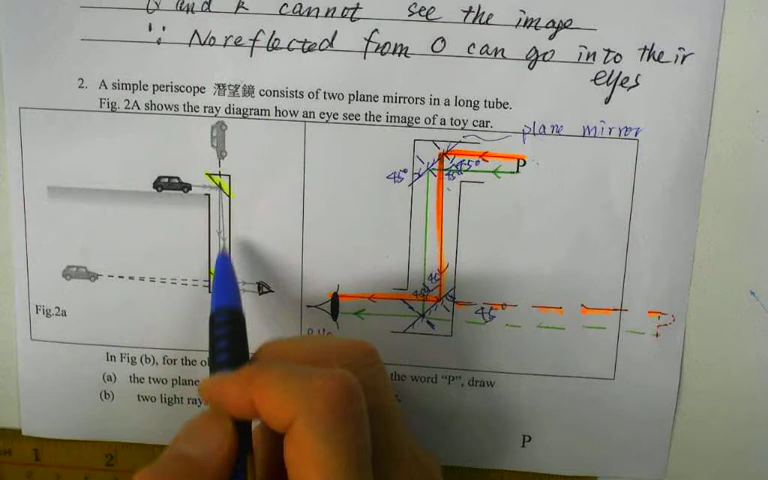 and R cannot see the image
∵ No reflected from O can go into their
eyes
2. A simple periscope 潛望鏡 consists of two plane mirrors in a long tube.
Fig. 2A shows the ray diagram how an eye see the image of a toy car.
plane mirror
P
45°
45°
45°
Fig.2a
In Fig (b), for the
(a) the two plane
the word "P", draw
(b) two light
P